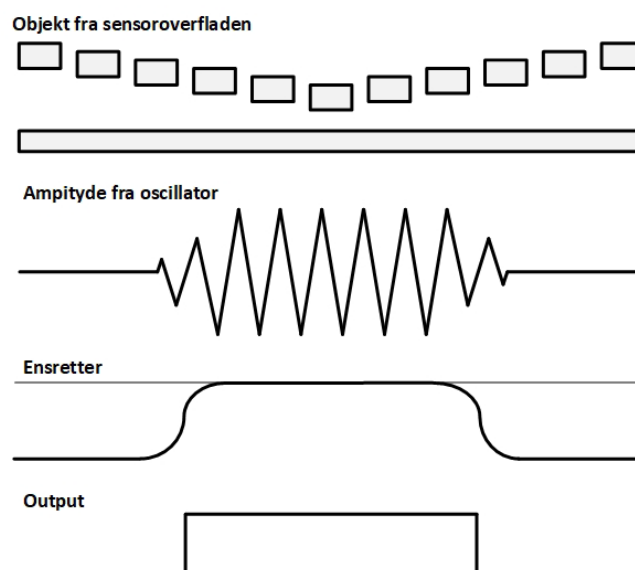 Objekt fra sensoroverfladen
Ampityde fra oscillator
Ensretter
Output